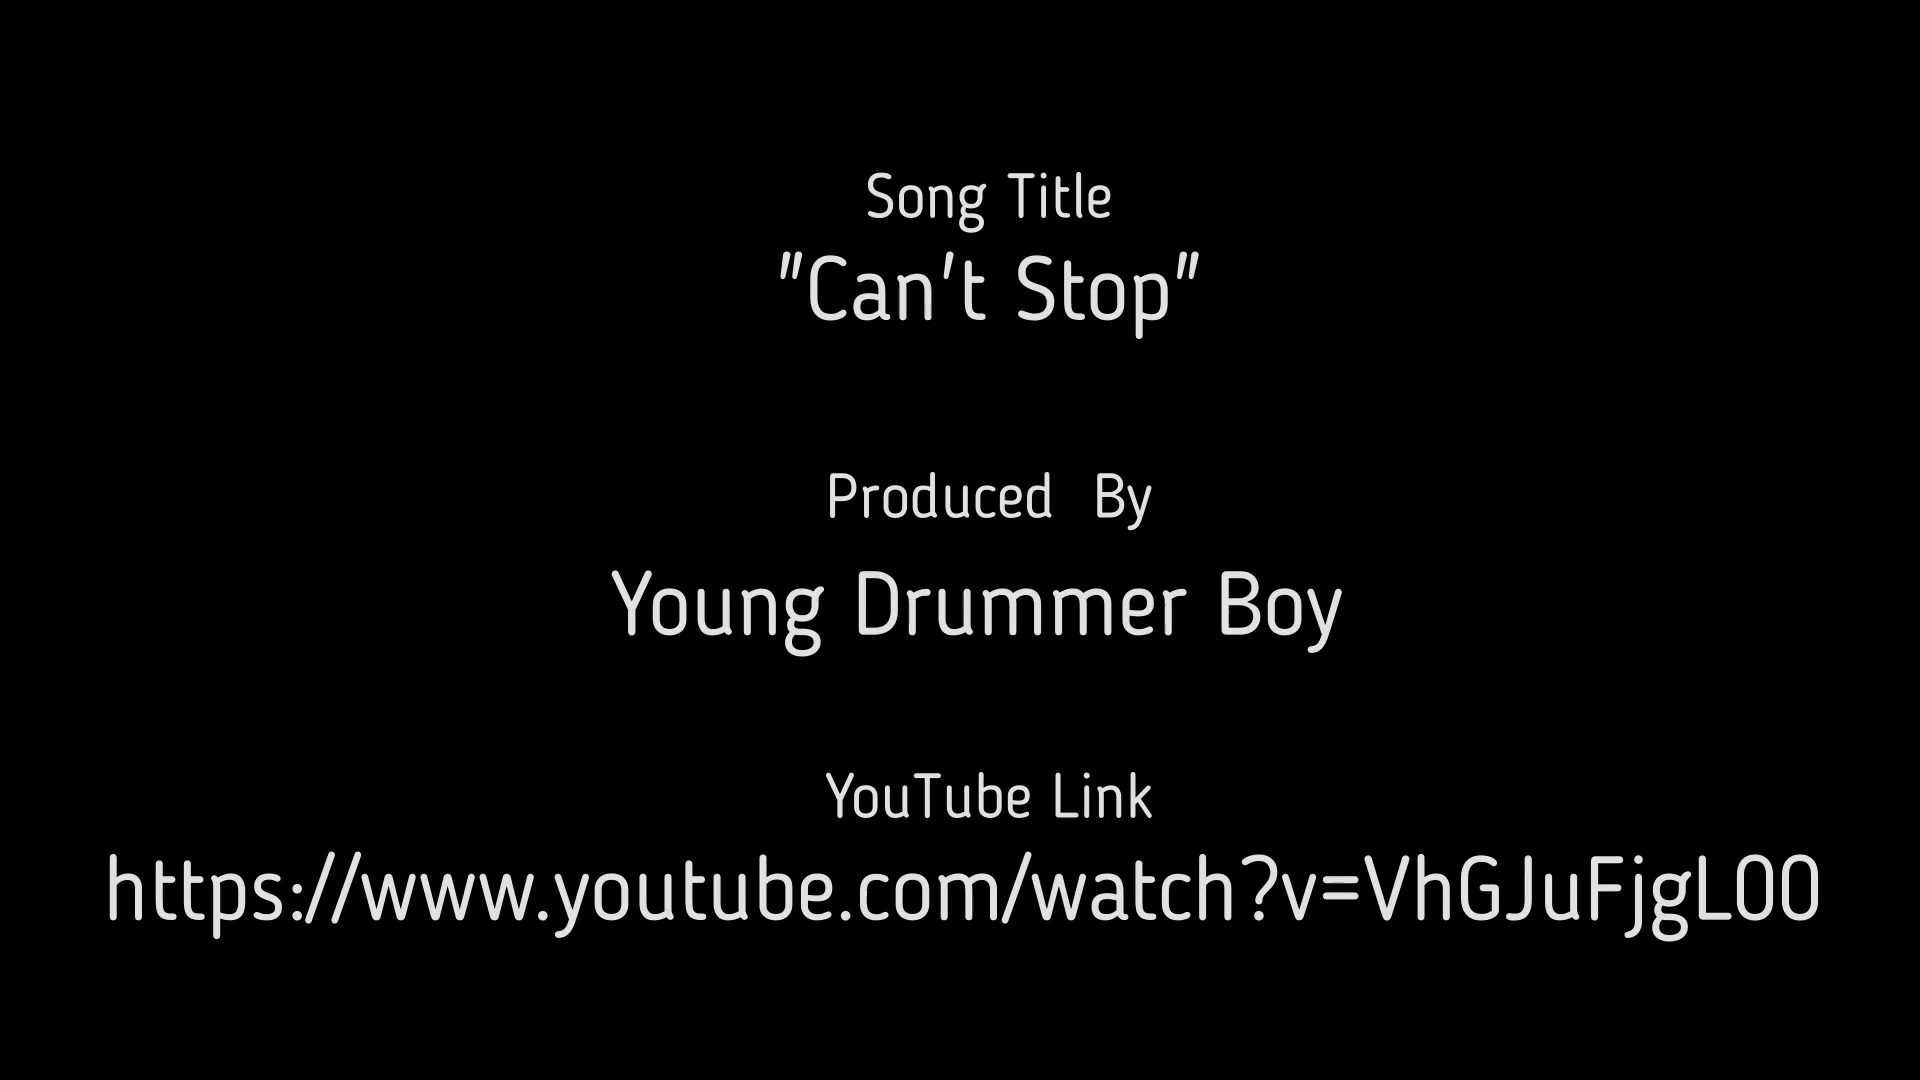 Song Title
"Can't Stop"
Produced By
Young Drummer Boy
YouTube Link
https://www.youtube.com/watch?v=VhGJuFjgL00